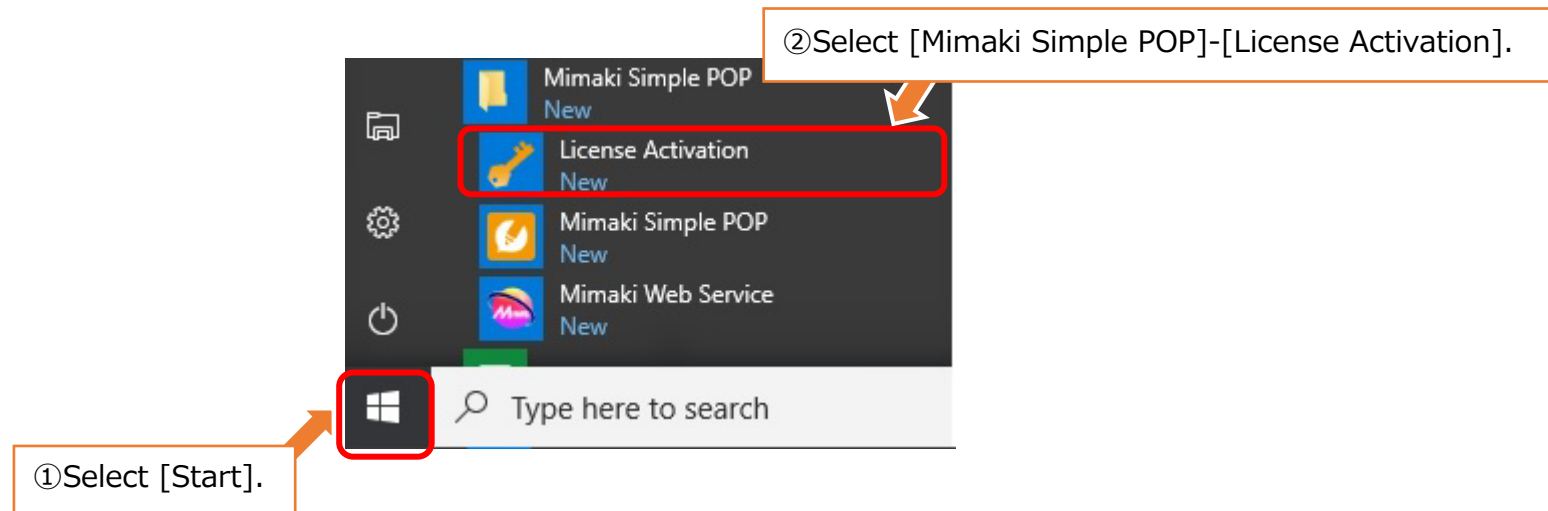 ②Select [Mimaki Simple POP]-[License Activation].
Mimaki Simple POP
New
License Activation
New
Mimaki Simple POP
New
Mimaki Web Service
New
Type here to search
①Select [Start].